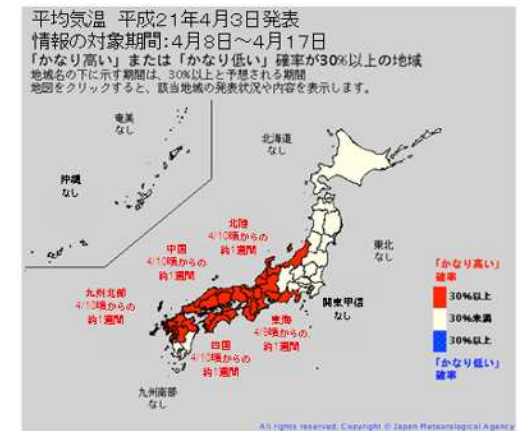 平均気温 平成21年4月3日発表
情報の対象期間:4月8日～4月17日
「かなり高い」または「かなり低い」確率が30%以上の地域
地域名の下に示す期間は、30%以上と予想される期間
地図をクリックすると、該当地域の発表状況や内容を表示します。
奄美
なし
沖縄
なし
北海道
なし
東北
なし
北陸
4/10頃からの
約1週間
中国
4/10頃からの
約1週間
九州北部
4/10頃からの
約1週間
四国
4/10頃からの
約1週間
東海
約1週間
関東甲信
なし
九州南部
なし
「かなり高い」
確率
30%以上
30%未満
30%以上
「かなり低い」
確率
All rights reserved. Copyright © Japan Meteorological Agency